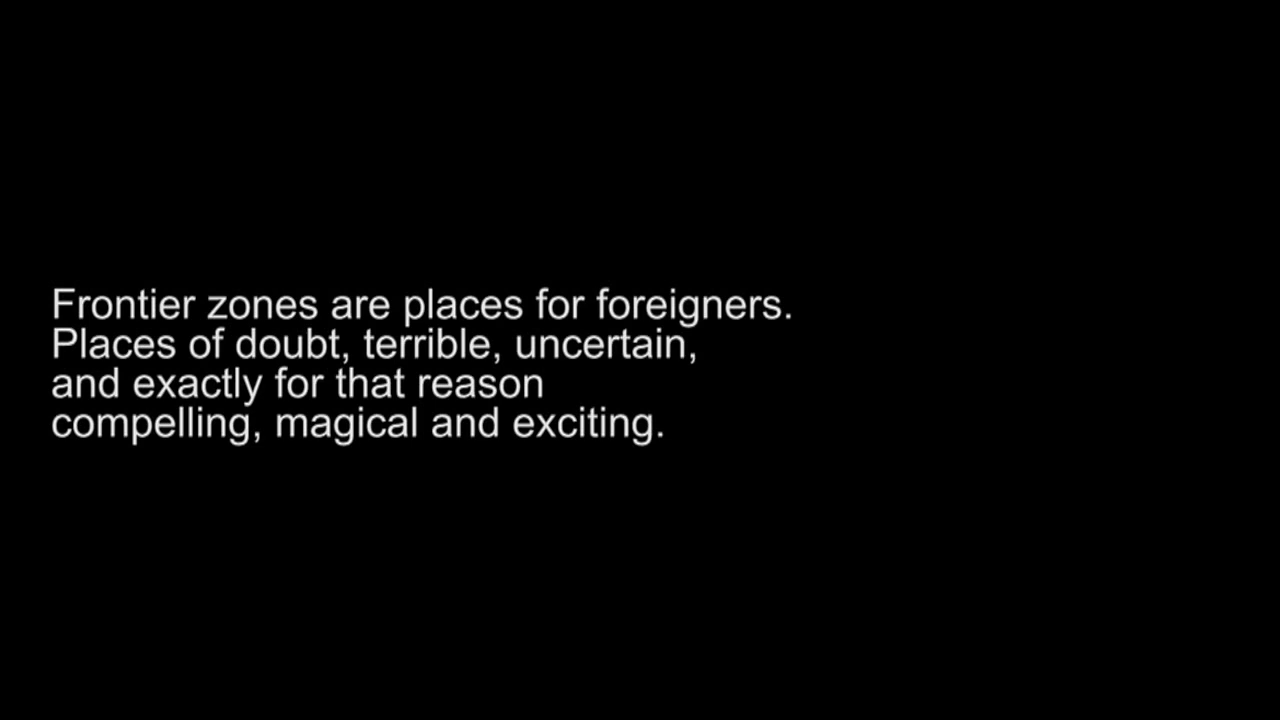 Frontier zones are places for foreigners.
Places of doubt, terrible, uncertain,
and exactly for that reason
compelling, magical and exciting.